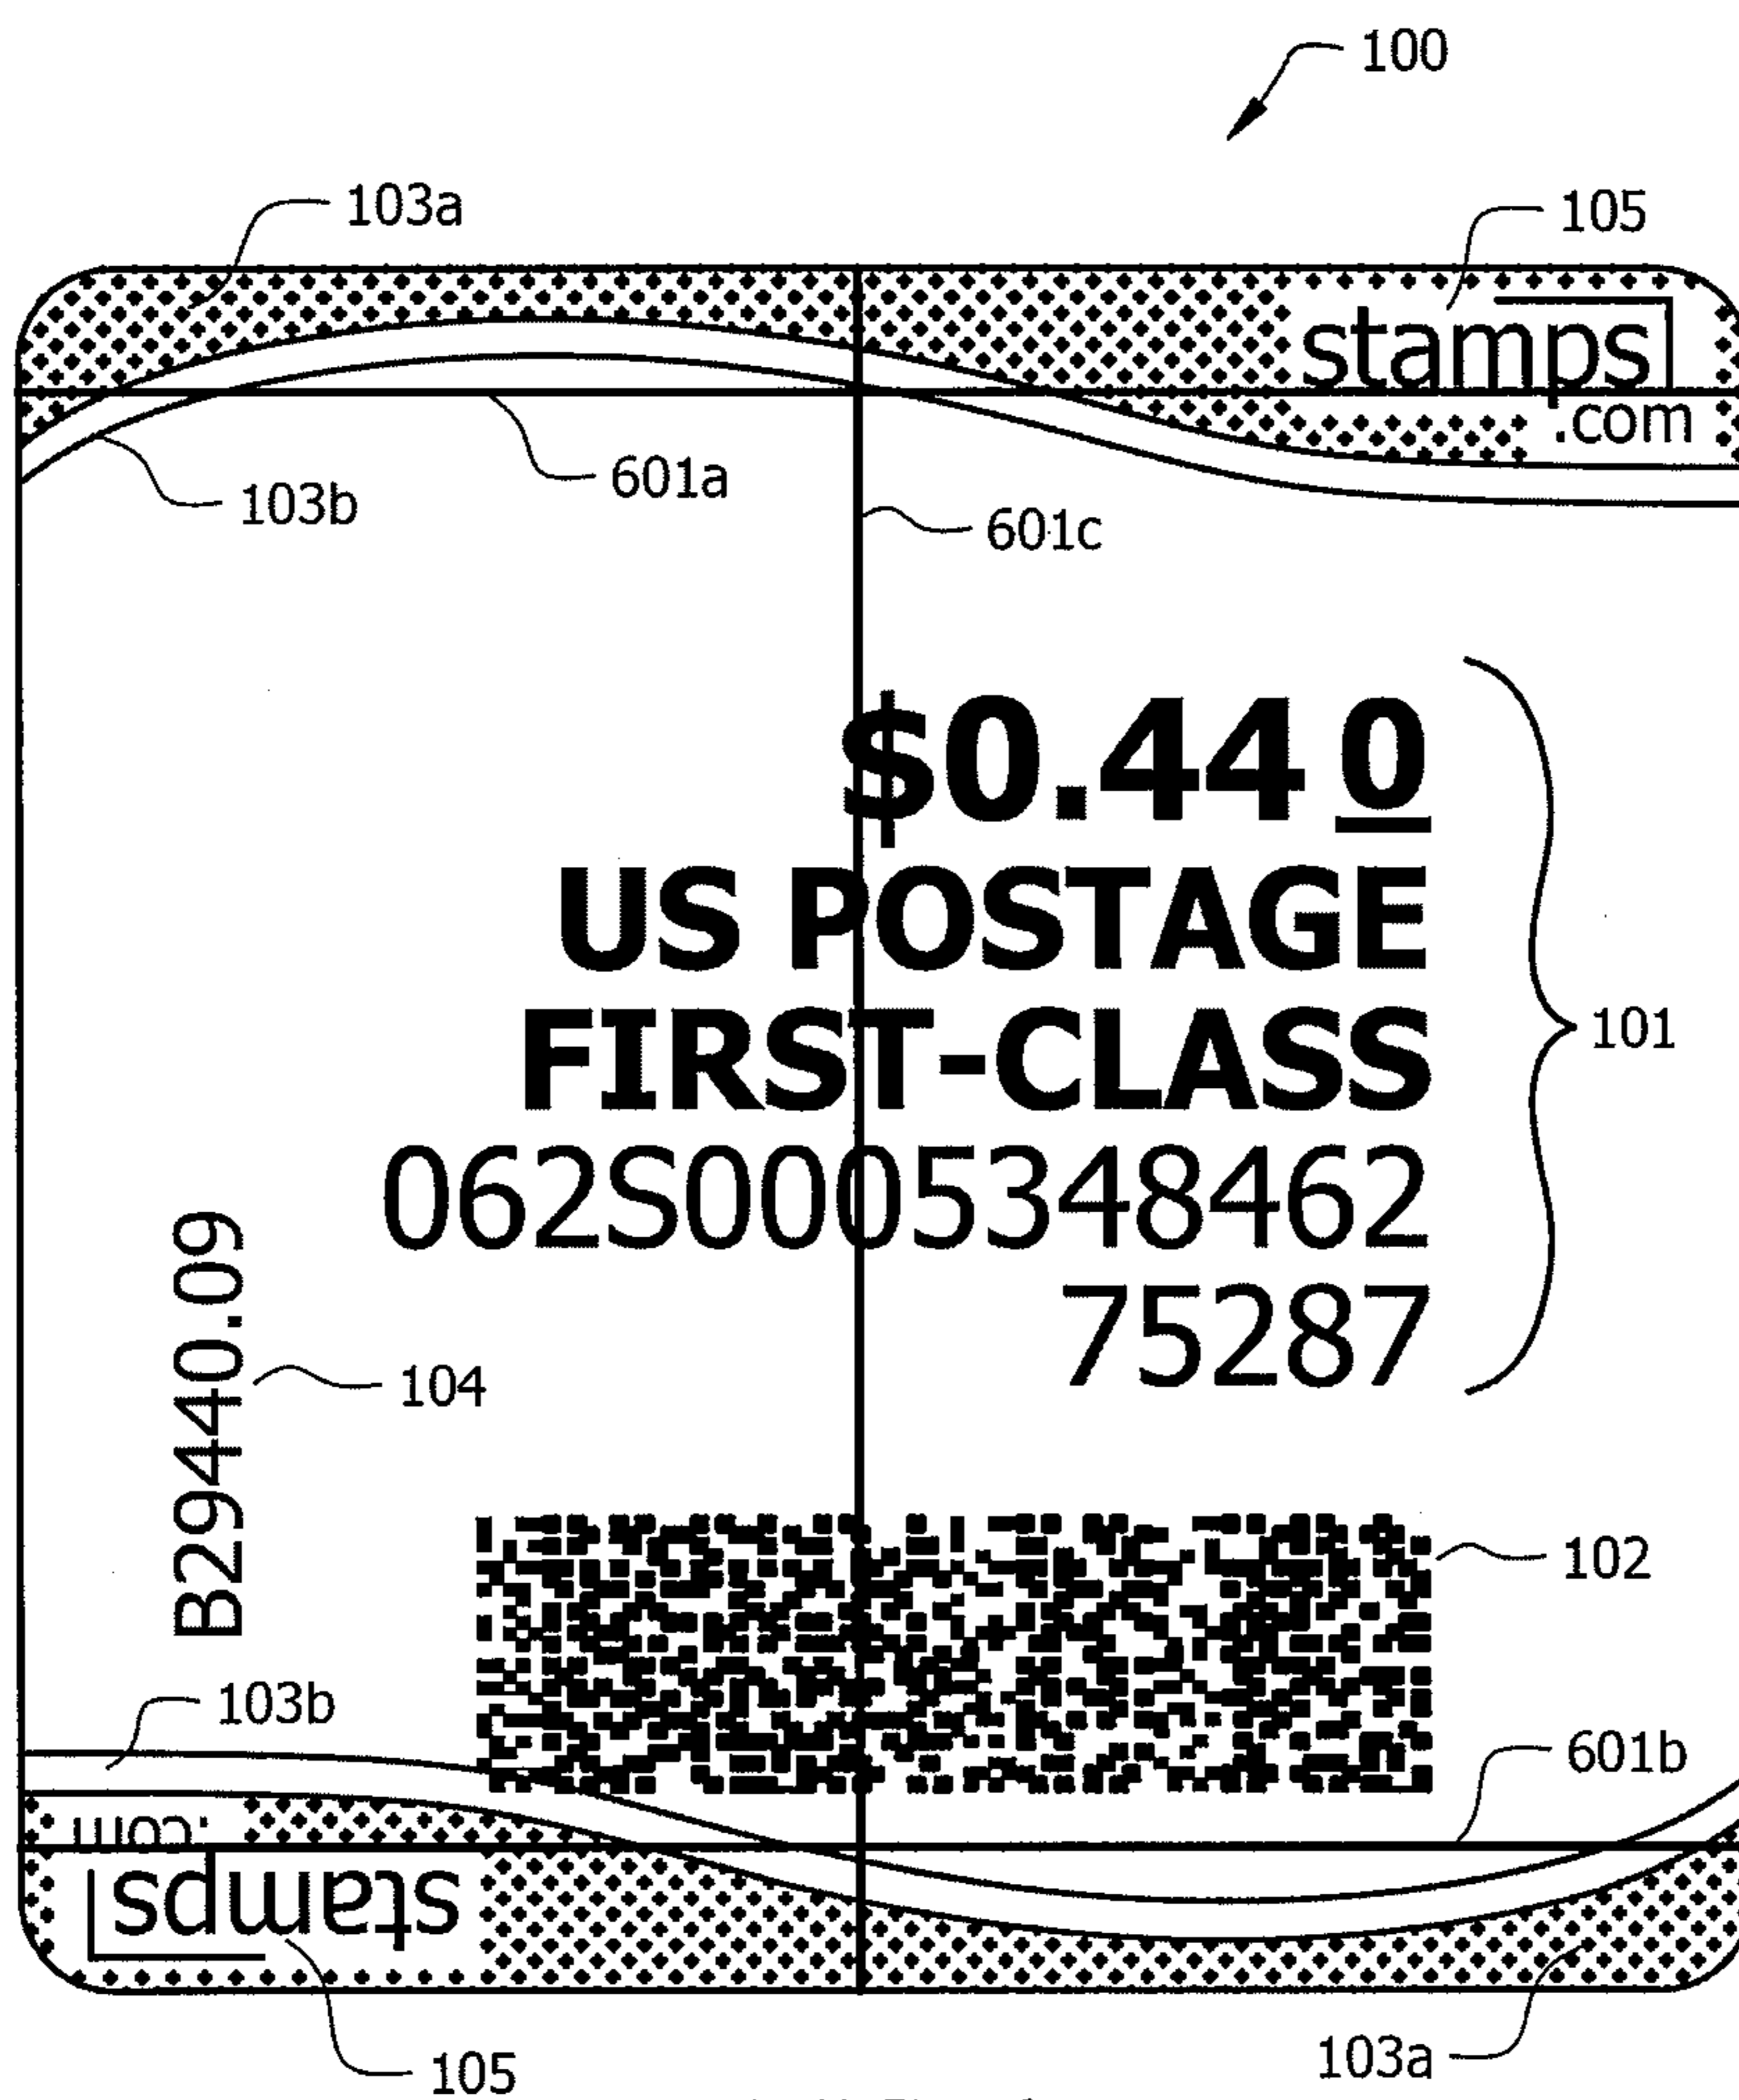 100
103a
105
stamps
.com
103b
601a
601c
$0.44 0
US POSTAGE
FIRST-CLASS
101
062S0005348462
75287
B29440.09
104
102
103b
601b
.com
stamps
105
103a